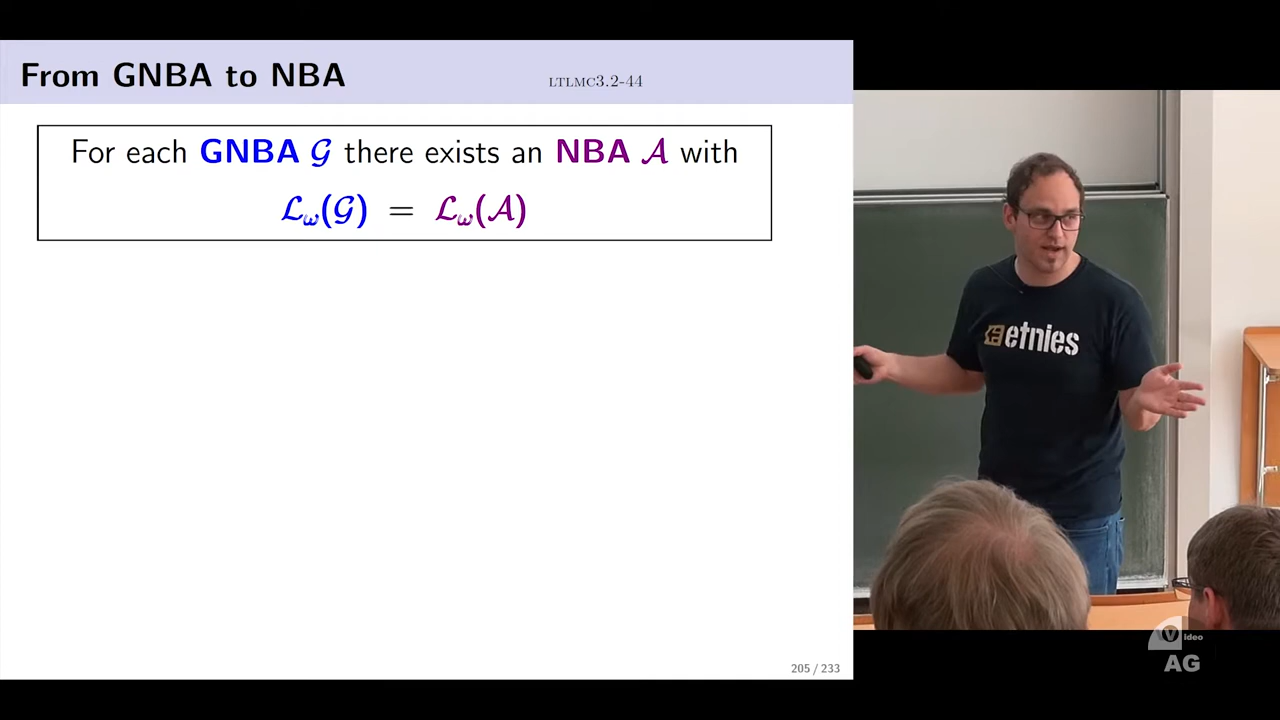 From GNBA to NBA LTLMC3.2-44
For each GNBA 𝒢 there exists an NBA 𝒜 with
ℒω(𝒢) = ℒω(𝒜)
205 / 233
etnies
Video
AG